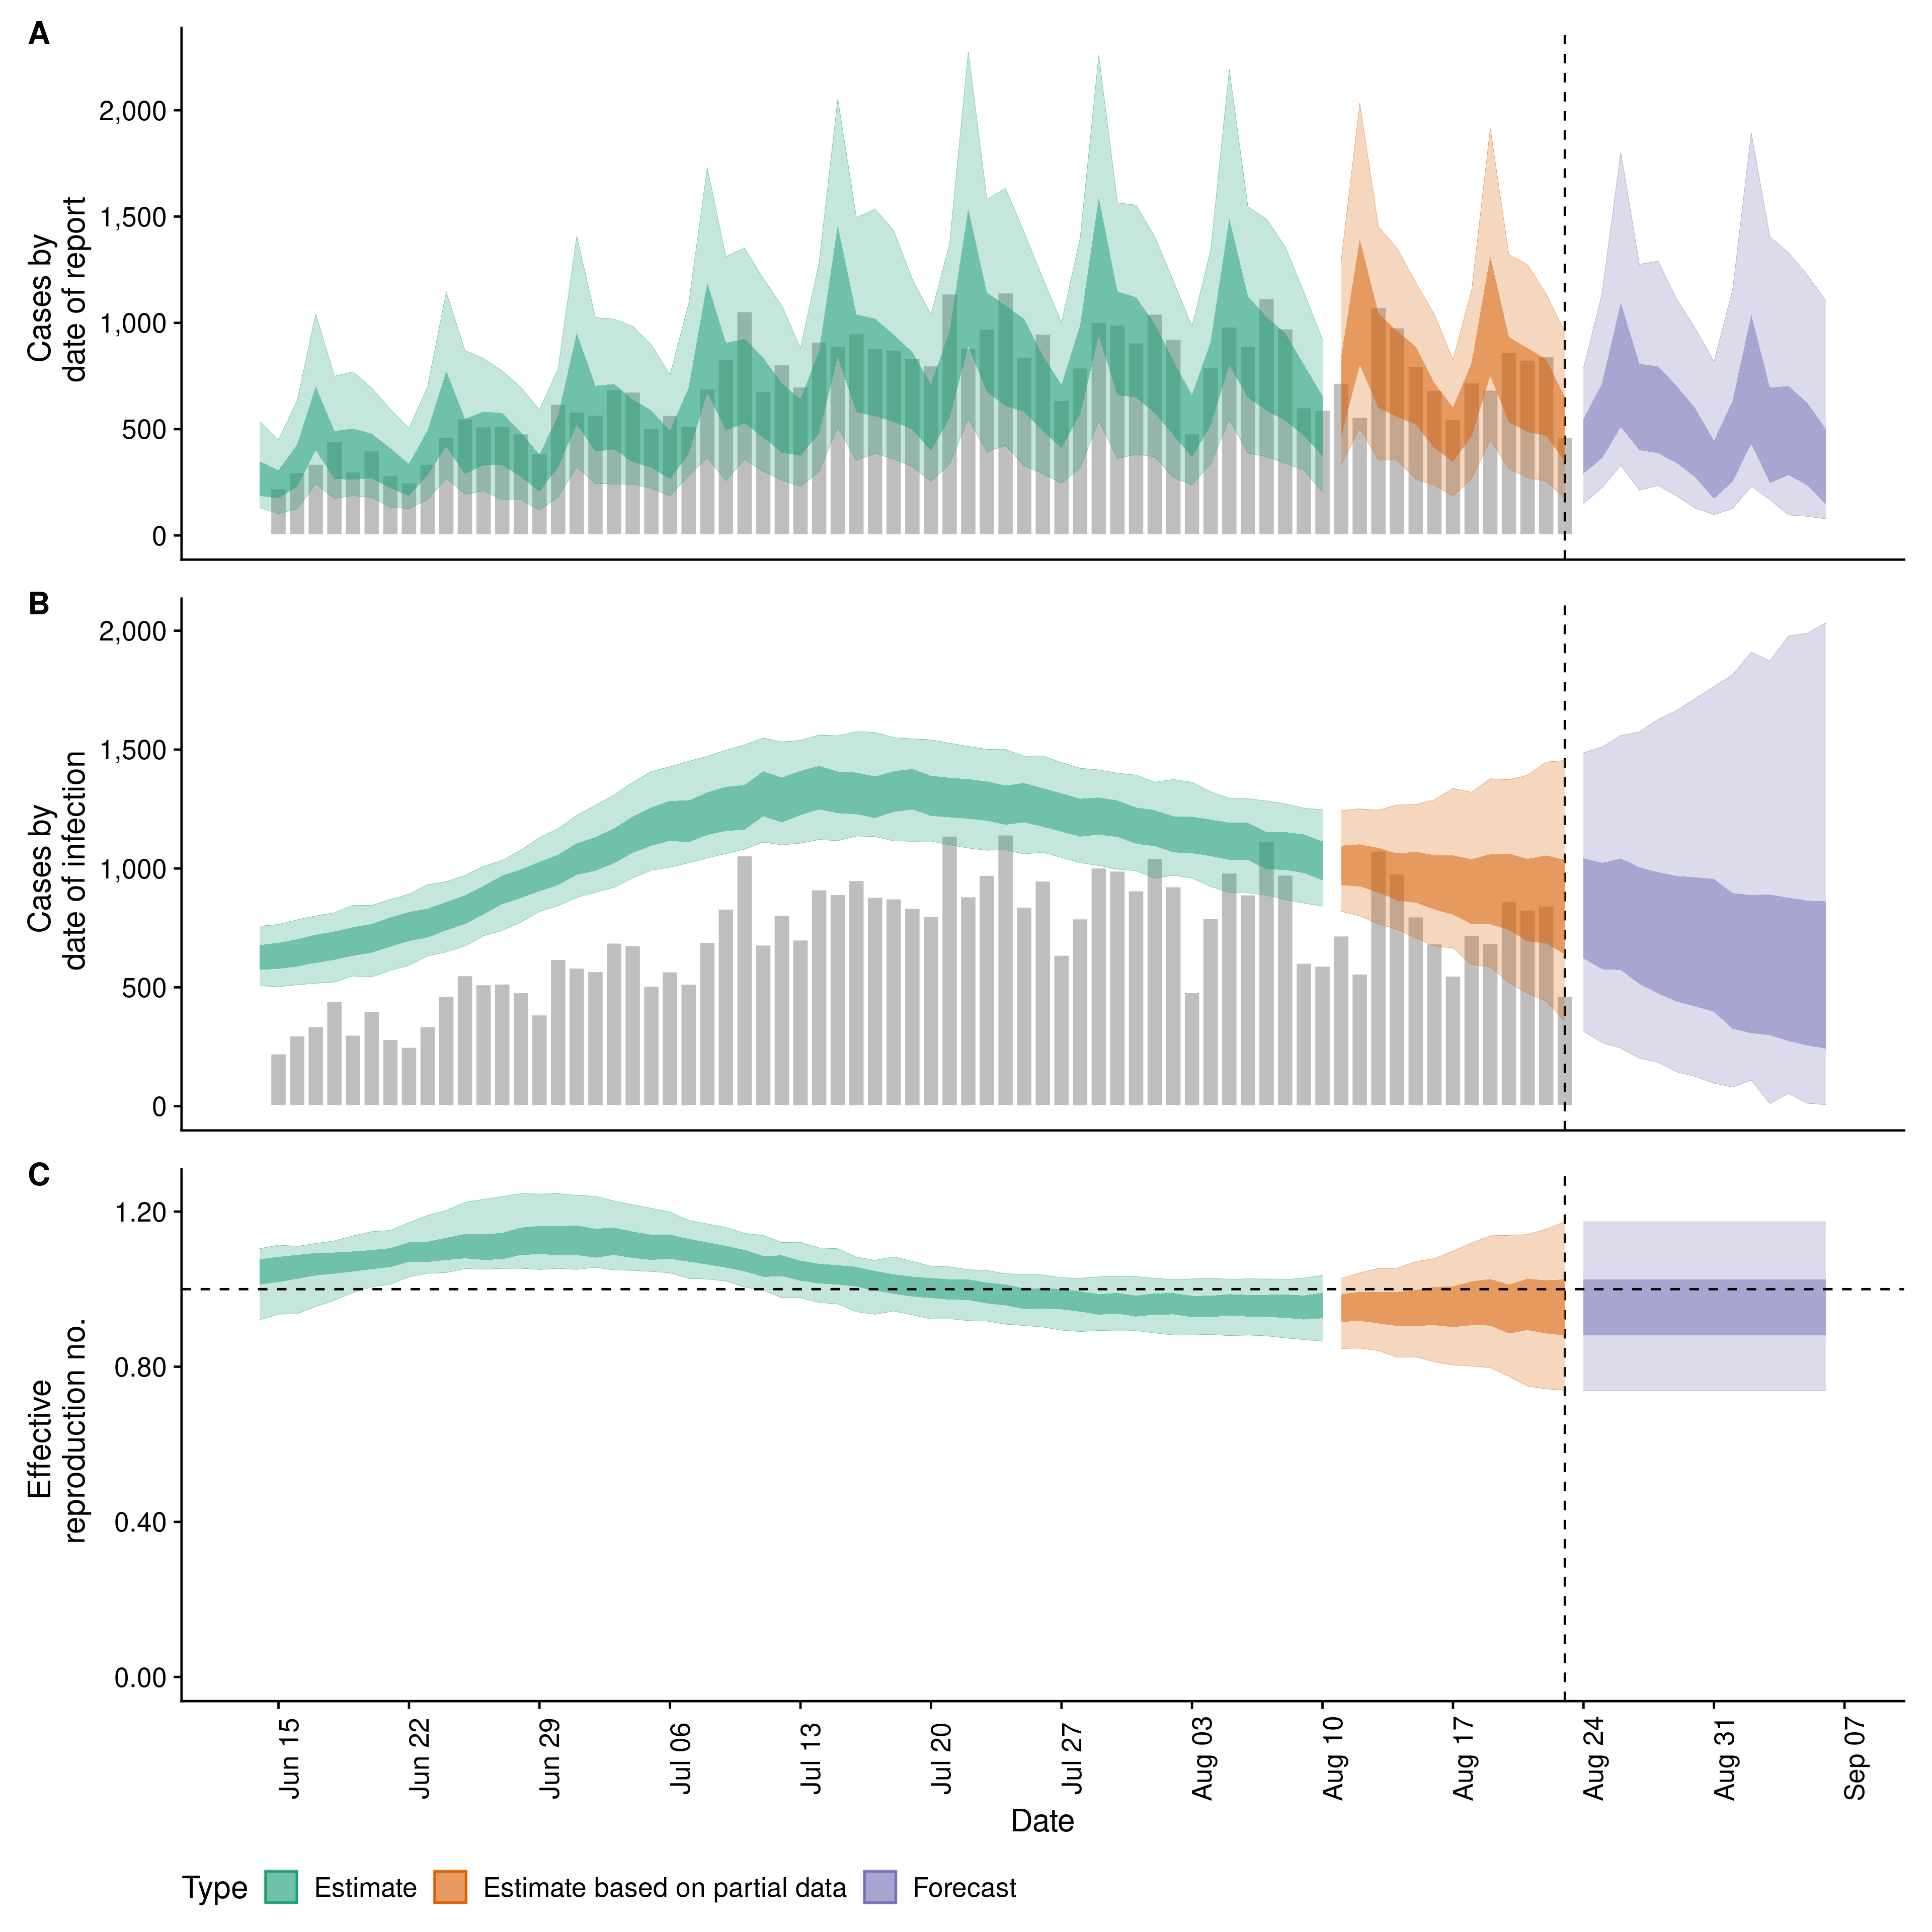 A
Cases by
date of report
2,000
1,500
1,000
500
0
B
Cases by
date of infection
2,000
1,500
1,000
500
0
C
Effective
reproduction no.
1.20
0.80
0.40
0.00
Jun 15
Jun 22
Jun 29
Jul 06
Jul 13
Jul 20
Jul 27
Aug 03
Aug 10
Aug 17
Aug 24
Aug 31
Sep 07
Date
Type Estimate Estimate based on partial data Forecast